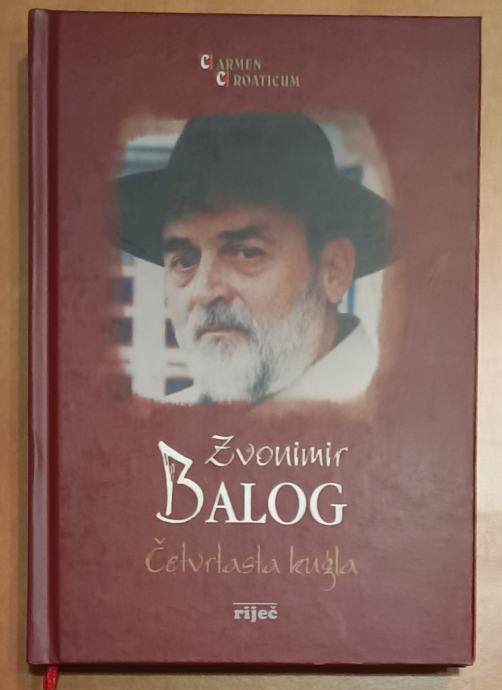 CARMEN
CROATICUM
Zvonimir
BALOG
Četvrtasta kugla
riječ